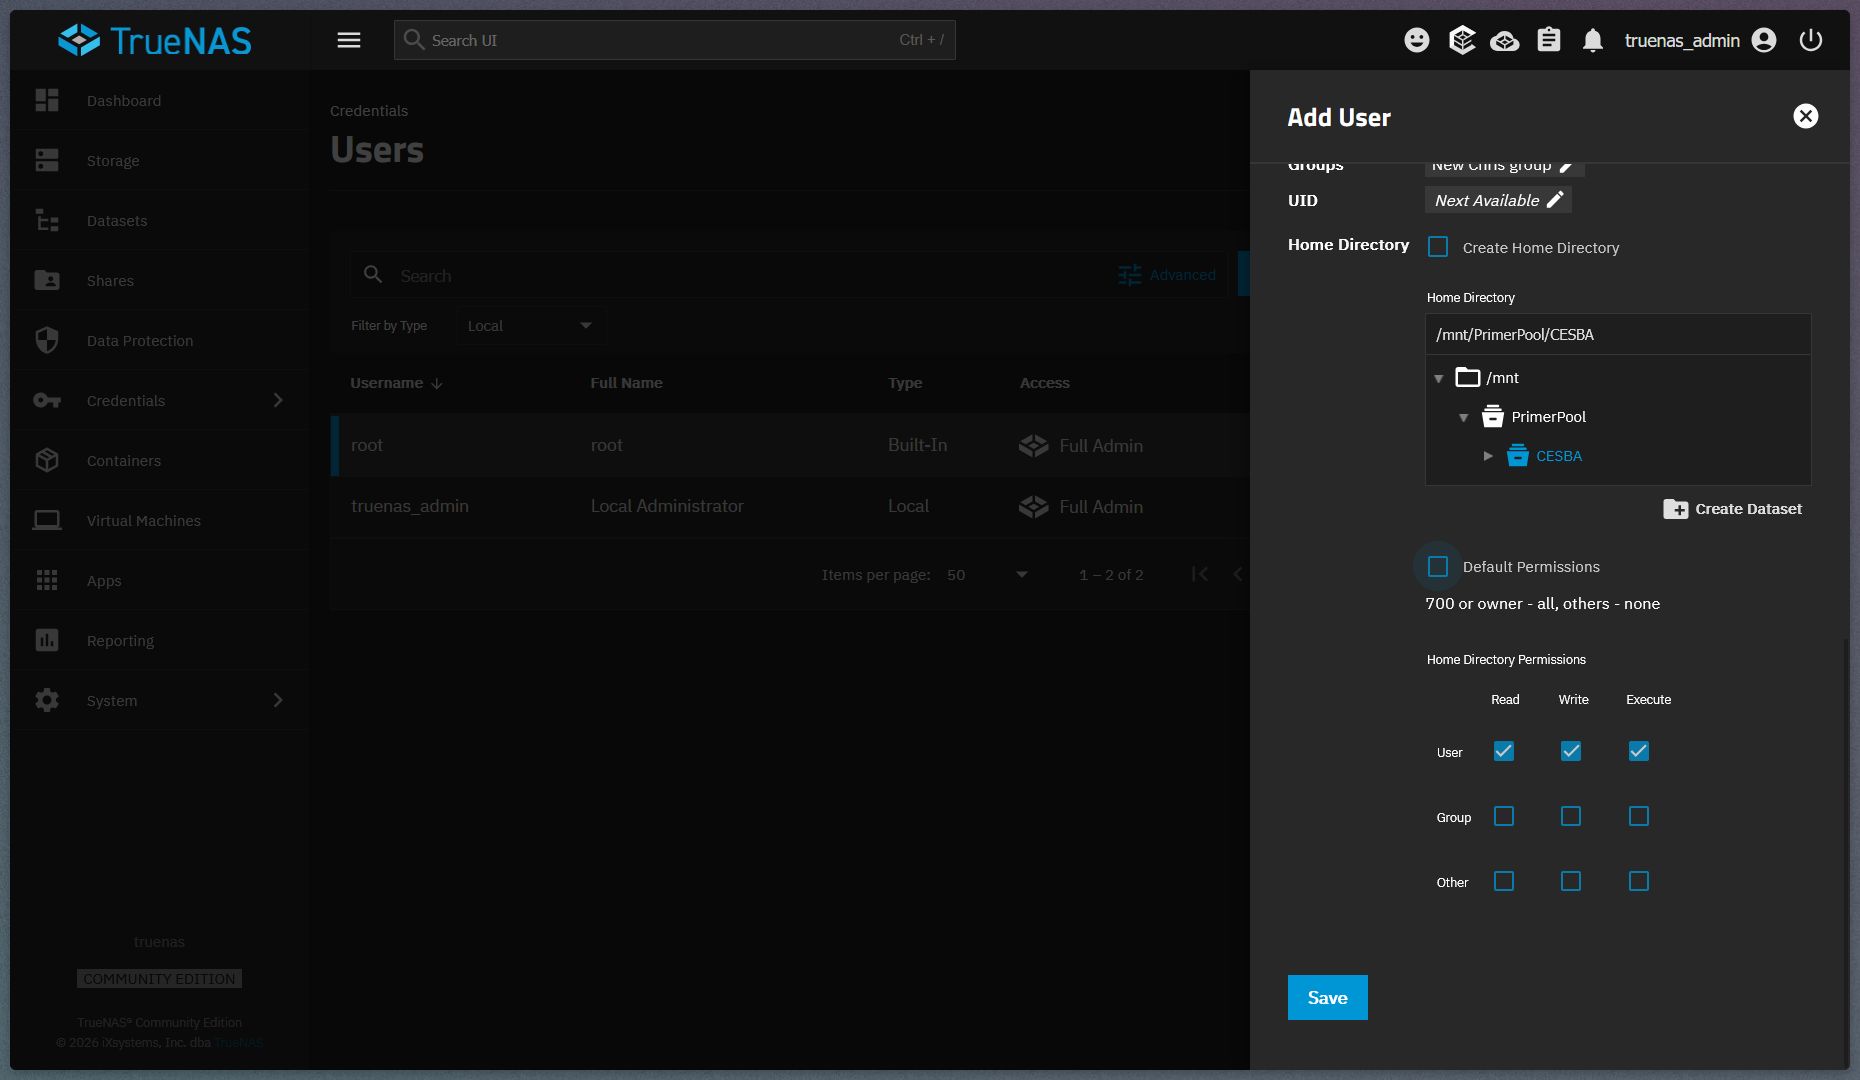 TrueNAS
Search UI
Ctrl + /
truenas_admin
Dashboard
Storage
Datasets
Shares
Data Protection
Credentials
Containers
Virtual Machines
Apps
Reporting
System
truenas
COMMUNITY EDITION
TrueNAS® Community Edition
© 2026 iXsystems, Inc. dba TrueNAS
Credentials
Users
Search
Advanced
Filter by Type
Local
Username
Full Name
Type
Access
root
root
Built-In
Full Admin
truenas_admin
Local Administrator
Local
Full Admin
Items per page:
50
1 – 2 of 2
Add User
Groups
New Chris group
UID
Next Available
Home Directory
Create Home Directory
Home Directory
/mnt/PrimerPool/CESBA
/mnt
PrimerPool
CESBA
Create Dataset
Default Permissions
700 or owner - all, others - none
Home Directory Permissions
Read
Write
Execute
User
Group
Other
Save